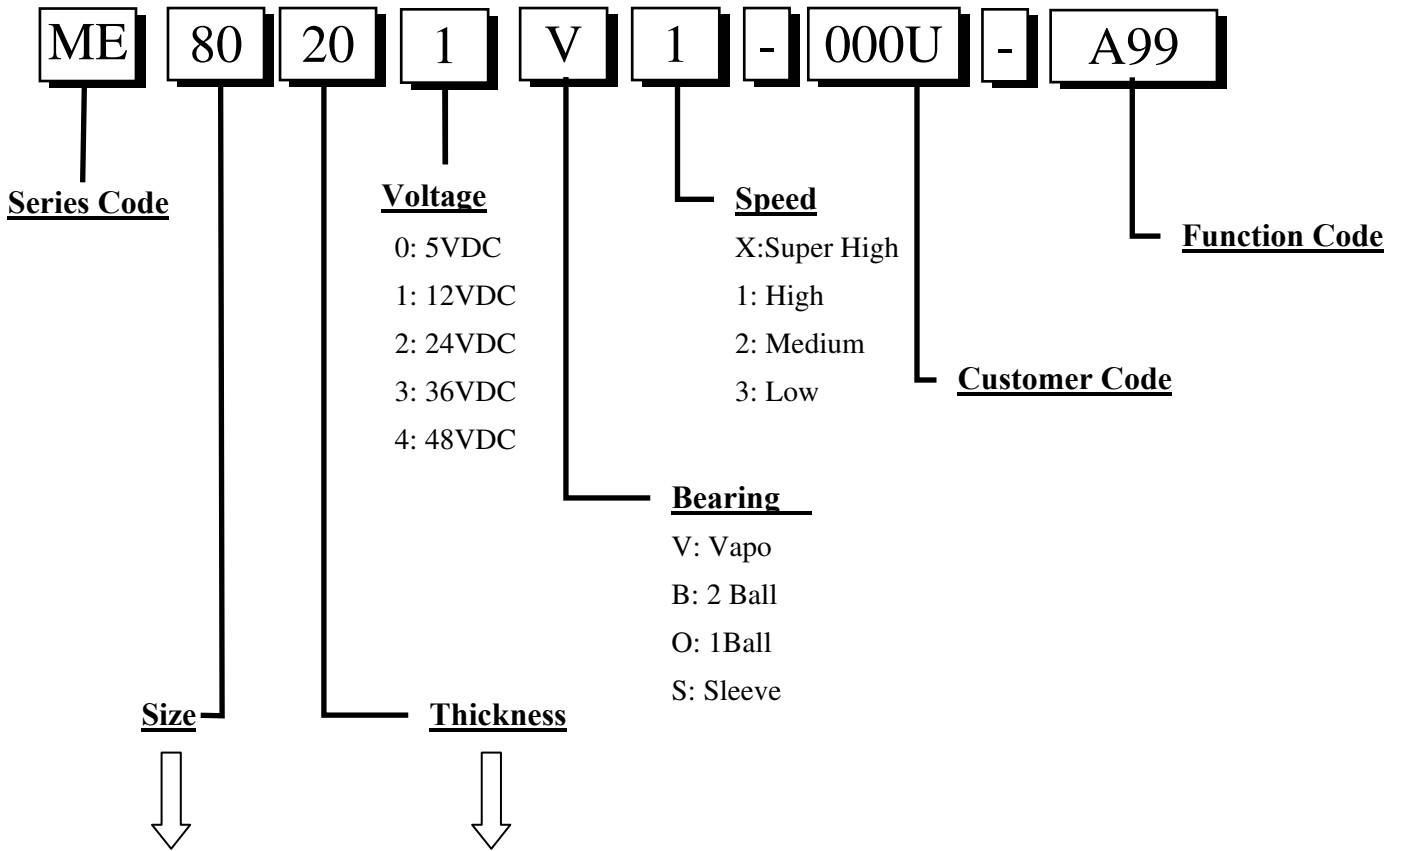 ME 80 20 1 V 1 - 000U - A99
Series Code
Voltage
0: 5VDC
1: 12VDC
2: 24VDC
3: 36VDC
4: 48VDC
Speed
X:Super High
1: High
2: Medium
3: Low
Function Code
Customer Code
Bearing
V: Vapo
B: 2 Ball
O: 1Ball
S: Sleeve
Size
Thickness